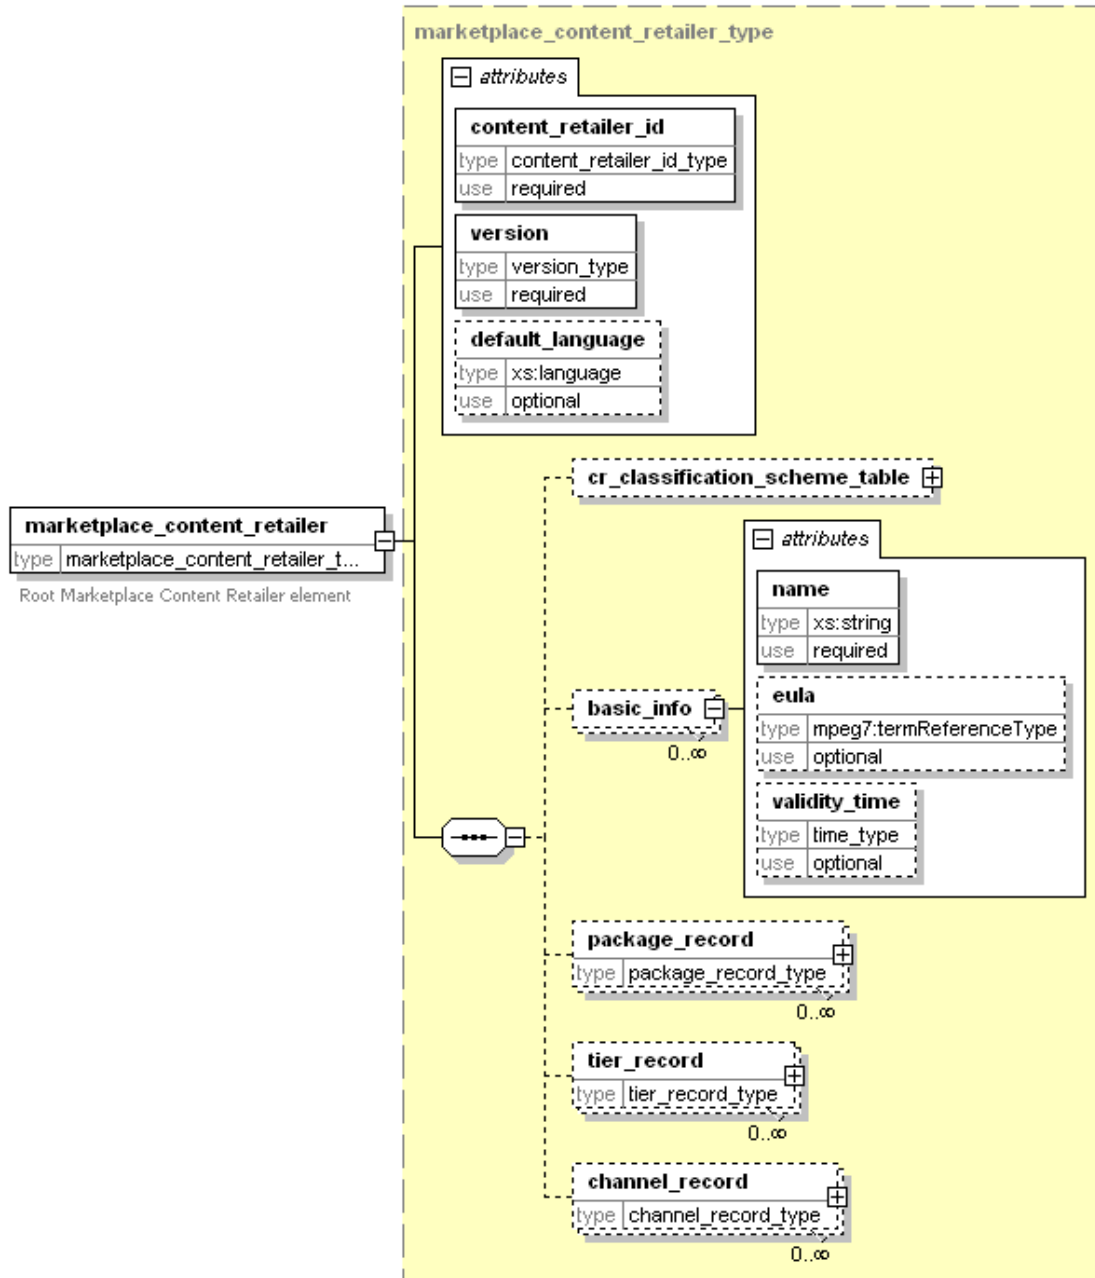 marketplace_content_retailer_type
attributes
content_retailer_id
type content_retailer_id_type
use required
version
type version_type
use required
default_language
type xs:language
use optional
cr_classification_scheme_table
marketplace_content_retailer
type marketplace_content_retailer_t...
Root Marketplace Content Retailer element
attributes
name
type xs:string
use required
eula
type mpeg7:termReferenceType
use optional
validity_time
type time_type
use optional
basic_info
0..∞
package_record
type package_record_type
0..∞
tier_record
type tier_record_type
0..∞
channel_record
type channel_record_type
0..∞